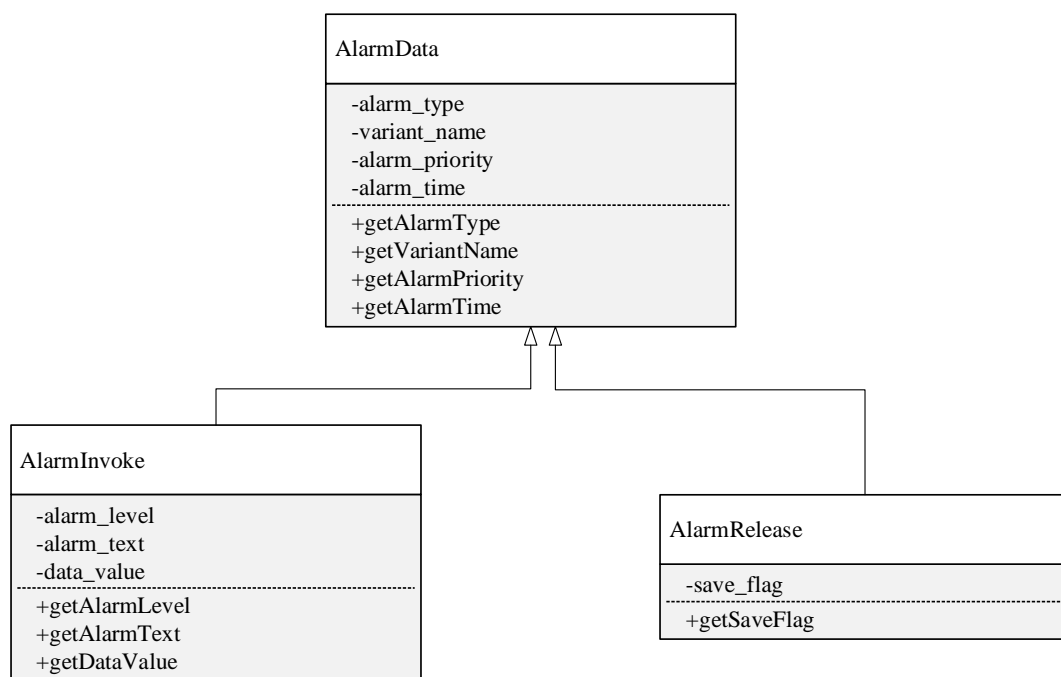 AlarmData
-alarm_type
-variant_name
-alarm_priority
-alarm_time
+getAlarmType
+getVariantName
+getAlarmPriority
+getAlarmTime
AlarmInvoke
-alarm_level
-alarm_text
-data_value
+getAlarmLevel
+getAlarmText
+getDataValue
AlarmRelease
-save_flag
+getSaveFlag